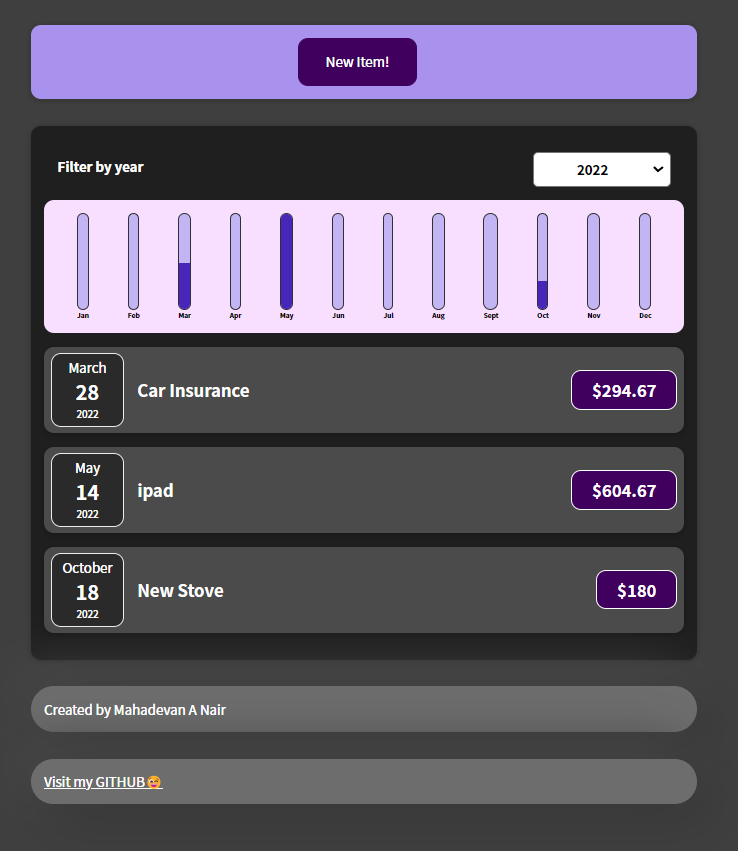 New Item!
Filter by year
2022
Jan Feb Mar Apr May Jun Jul Aug Sept Oct Nov Dec
March
28
2022
Car Insurance
$294.67
May
14
2022
ipad
$604.67
October
18
2022
New Stove
$180
Created by Mahadevan A Nair
Visit my GITHUB🥰